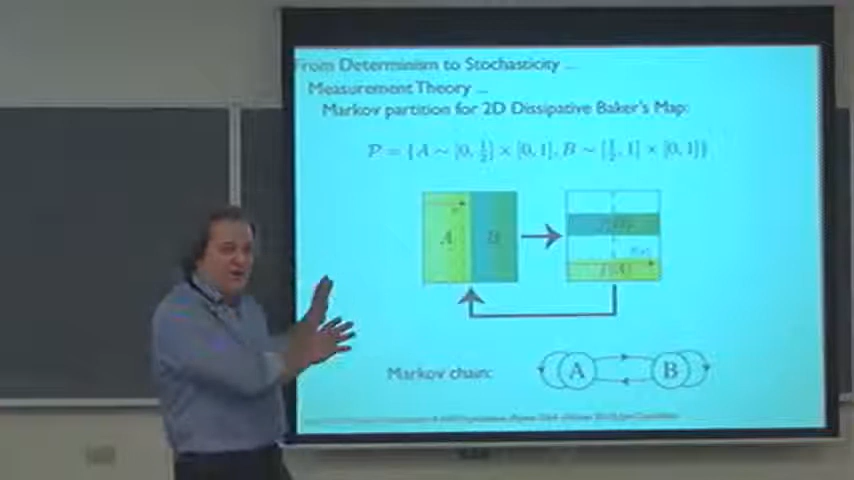 From Determinism to Stochasticity ...
Measurement Theory ...
Markov partition for 2D Dissipative Baker's Map:
P = {A ∼ [0, 1/2] × [0, 1], B ∼ [1/2, 1] × [0, 1]}
A B
f(B)
f(A)
Markov chain: A B